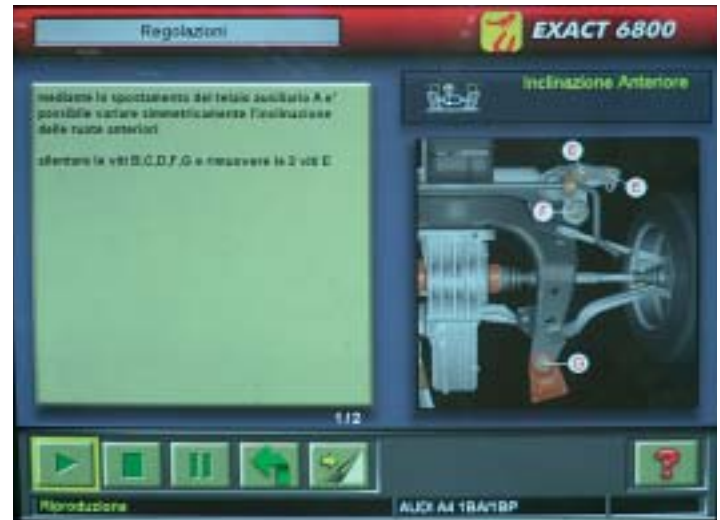 Regolazioni
EXACT 6800
Inclinazione Anteriore
mediante lo spostamento del telaio ausiliario A e'
possibile variare simmetricamente l'inclinazione
delle ruote anteriori
allentare le viti B,C,D,F,G e rimuovere le 2 viti E
C
E
F
G
1/2
Riproduzione
AUDI A4 1BA/1BP